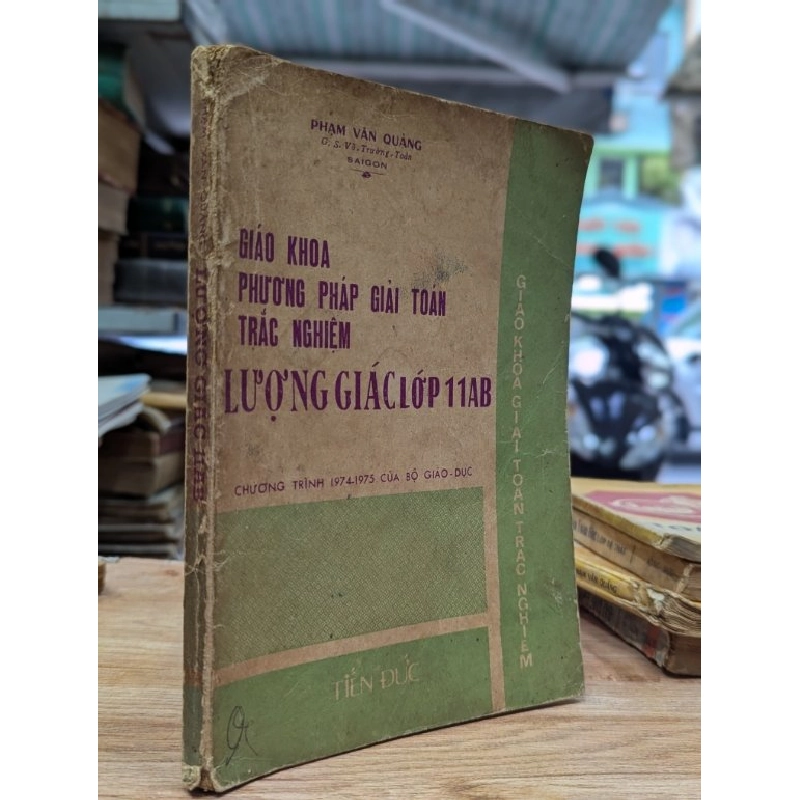 PHẠM VĂN QUẢNG
G. S. Võ. Trường. Toản
SAIGON
GIÁO KHOA
PHƯƠNG PHÁP GIẢI TOÁN
TRẮC NGHIỆM
LƯỢNG GIÁC LỚP 11AB
CHƯƠNG TRÌNH 1974-1975 CỦA BỘ GIÁO-DỤC
TIẾN ĐỨC
GIÁO KHOA GIẢI TOÁN TRẮC NGHIỆM
LƯỢNG GIÁC 11AB